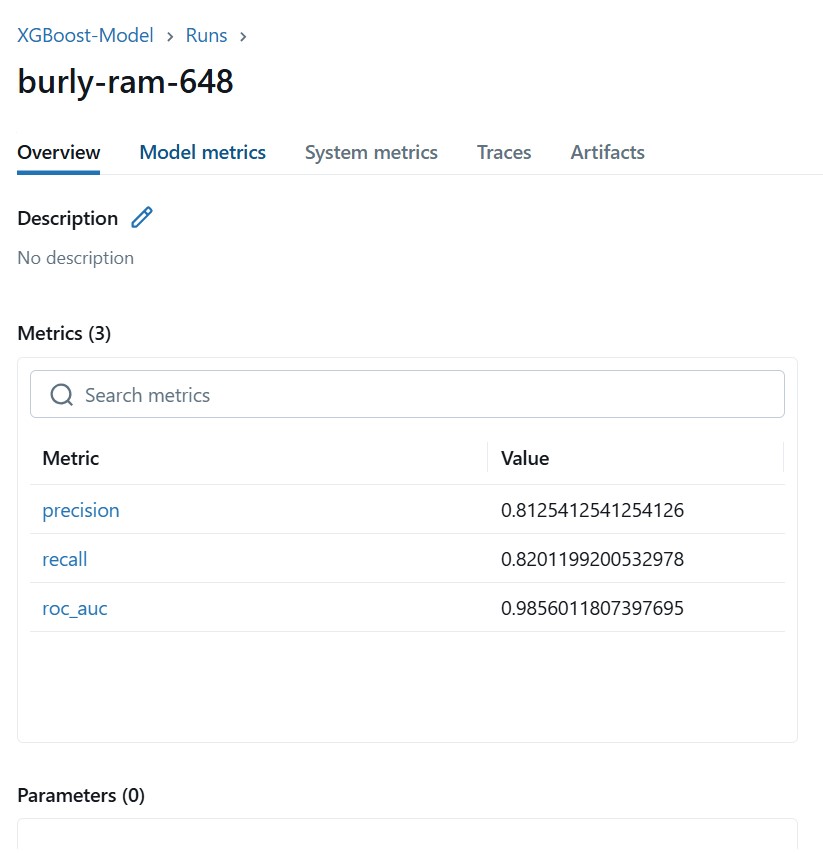 XGBoost-Model > Runs >
burly-ram-648
Overview Model metrics System metrics Traces Artifacts
Description
No description
Metrics (3)
Search metrics
Metric Value
precision 0.8125412541254126
recall 0.8201199200532978
roc_auc 0.9856011807397695
Parameters (0)